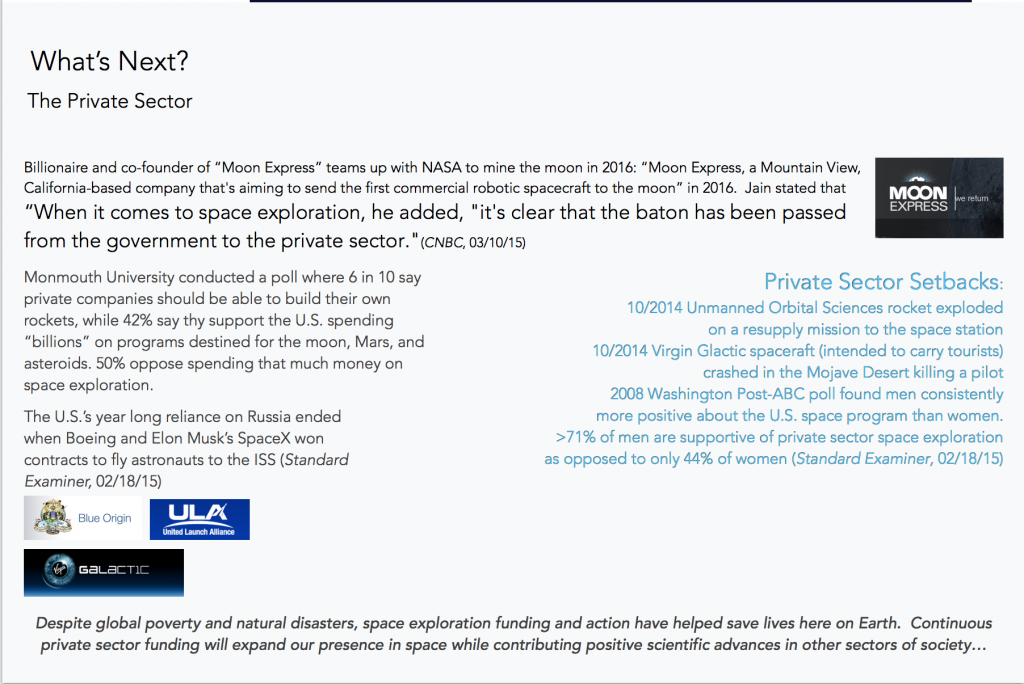 What's Next?
The Private Sector
Billionaire and co-founder of “Moon Express” teams up with NASA to mine the moon in 2016: “Moon Express, a Mountain View,
California-based company that's aiming to send the first commercial robotic spacecraft to the moon” in 2016.  Jain stated that
“When it comes to space exploration, he added, "it's clear that the baton has been passed
from the government to the private sector."(CNBC, 03/10/15)
MOON
EXPRESS
we return
Monmouth University conducted a poll where 6 in 10 say
private companies should be able to build their own
rockets, while 42% say thy support the U.S. spending
“billions” on programs destined for the moon, Mars, and
asteroids. 50% oppose spending that much money on
space exploration.
The U.S.’s year long reliance on Russia ended
when Boeing and Elon Musk’s SpaceX won
contracts to fly astronauts to the ISS (Standard
Examiner, 02/18/15)
Private Sector Setbacks:
10/2014 Unmanned Orbital Sciences rocket exploded
on a resupply mission to the space station
10/2014 Virgin Glactic spaceraft (intended to carry tourists)
crashed in the Mojave Desert killing a pilot
2008 Washington Post-ABC poll found men consistently
more positive about the U.S. space program than women.
>71% of men are supportive of private sector space exploration
as opposed to only 44% of women (Standard Examiner, 02/18/15)
Blue Origin
ULA
United Launch Alliance
Virgin GALACTIC
Despite global poverty and natural disasters, space exploration funding and action have helped save lives here on Earth.  Continuous
private sector funding will expand our presence in space while contributing positive scientific advances in other sectors of society…